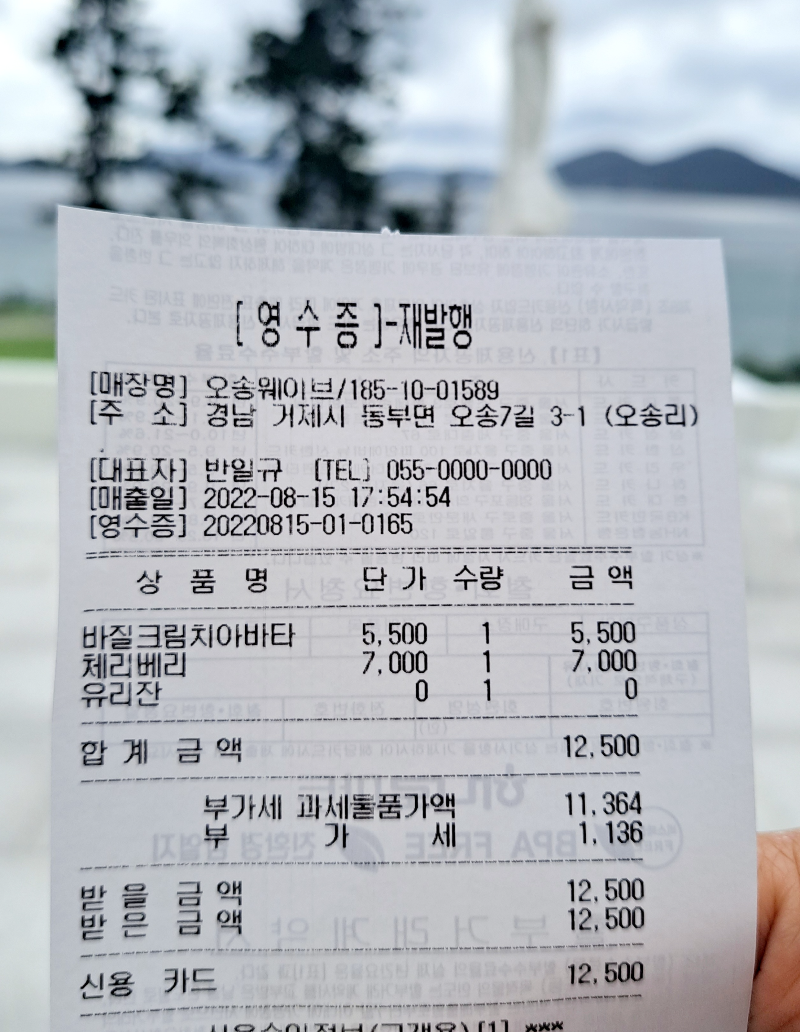 [영수증]-재발행
[매장명] 오송웨이브/185-10-01589
[주 소] 경남 거제시 동부면 오송7길 3-1 (오송리)
[대표자] 반일규 [TEL] 055-0000-0000
[매출일] 2022-08-15 17:54:54
[영수증] 20220815-01-0165
상 품 명 단 가 수량 금 액
바질크림치아바타 5,500 1 5,500
체리베리 7,000 1 7,000
유리잔 0 1 0
합 계 금 액 12,500
부가세 과세물품가액 11,364
부 가 세 1,136
받 을 금 액 12,500
받 은 금 액 12,500
신용 카드 12,500